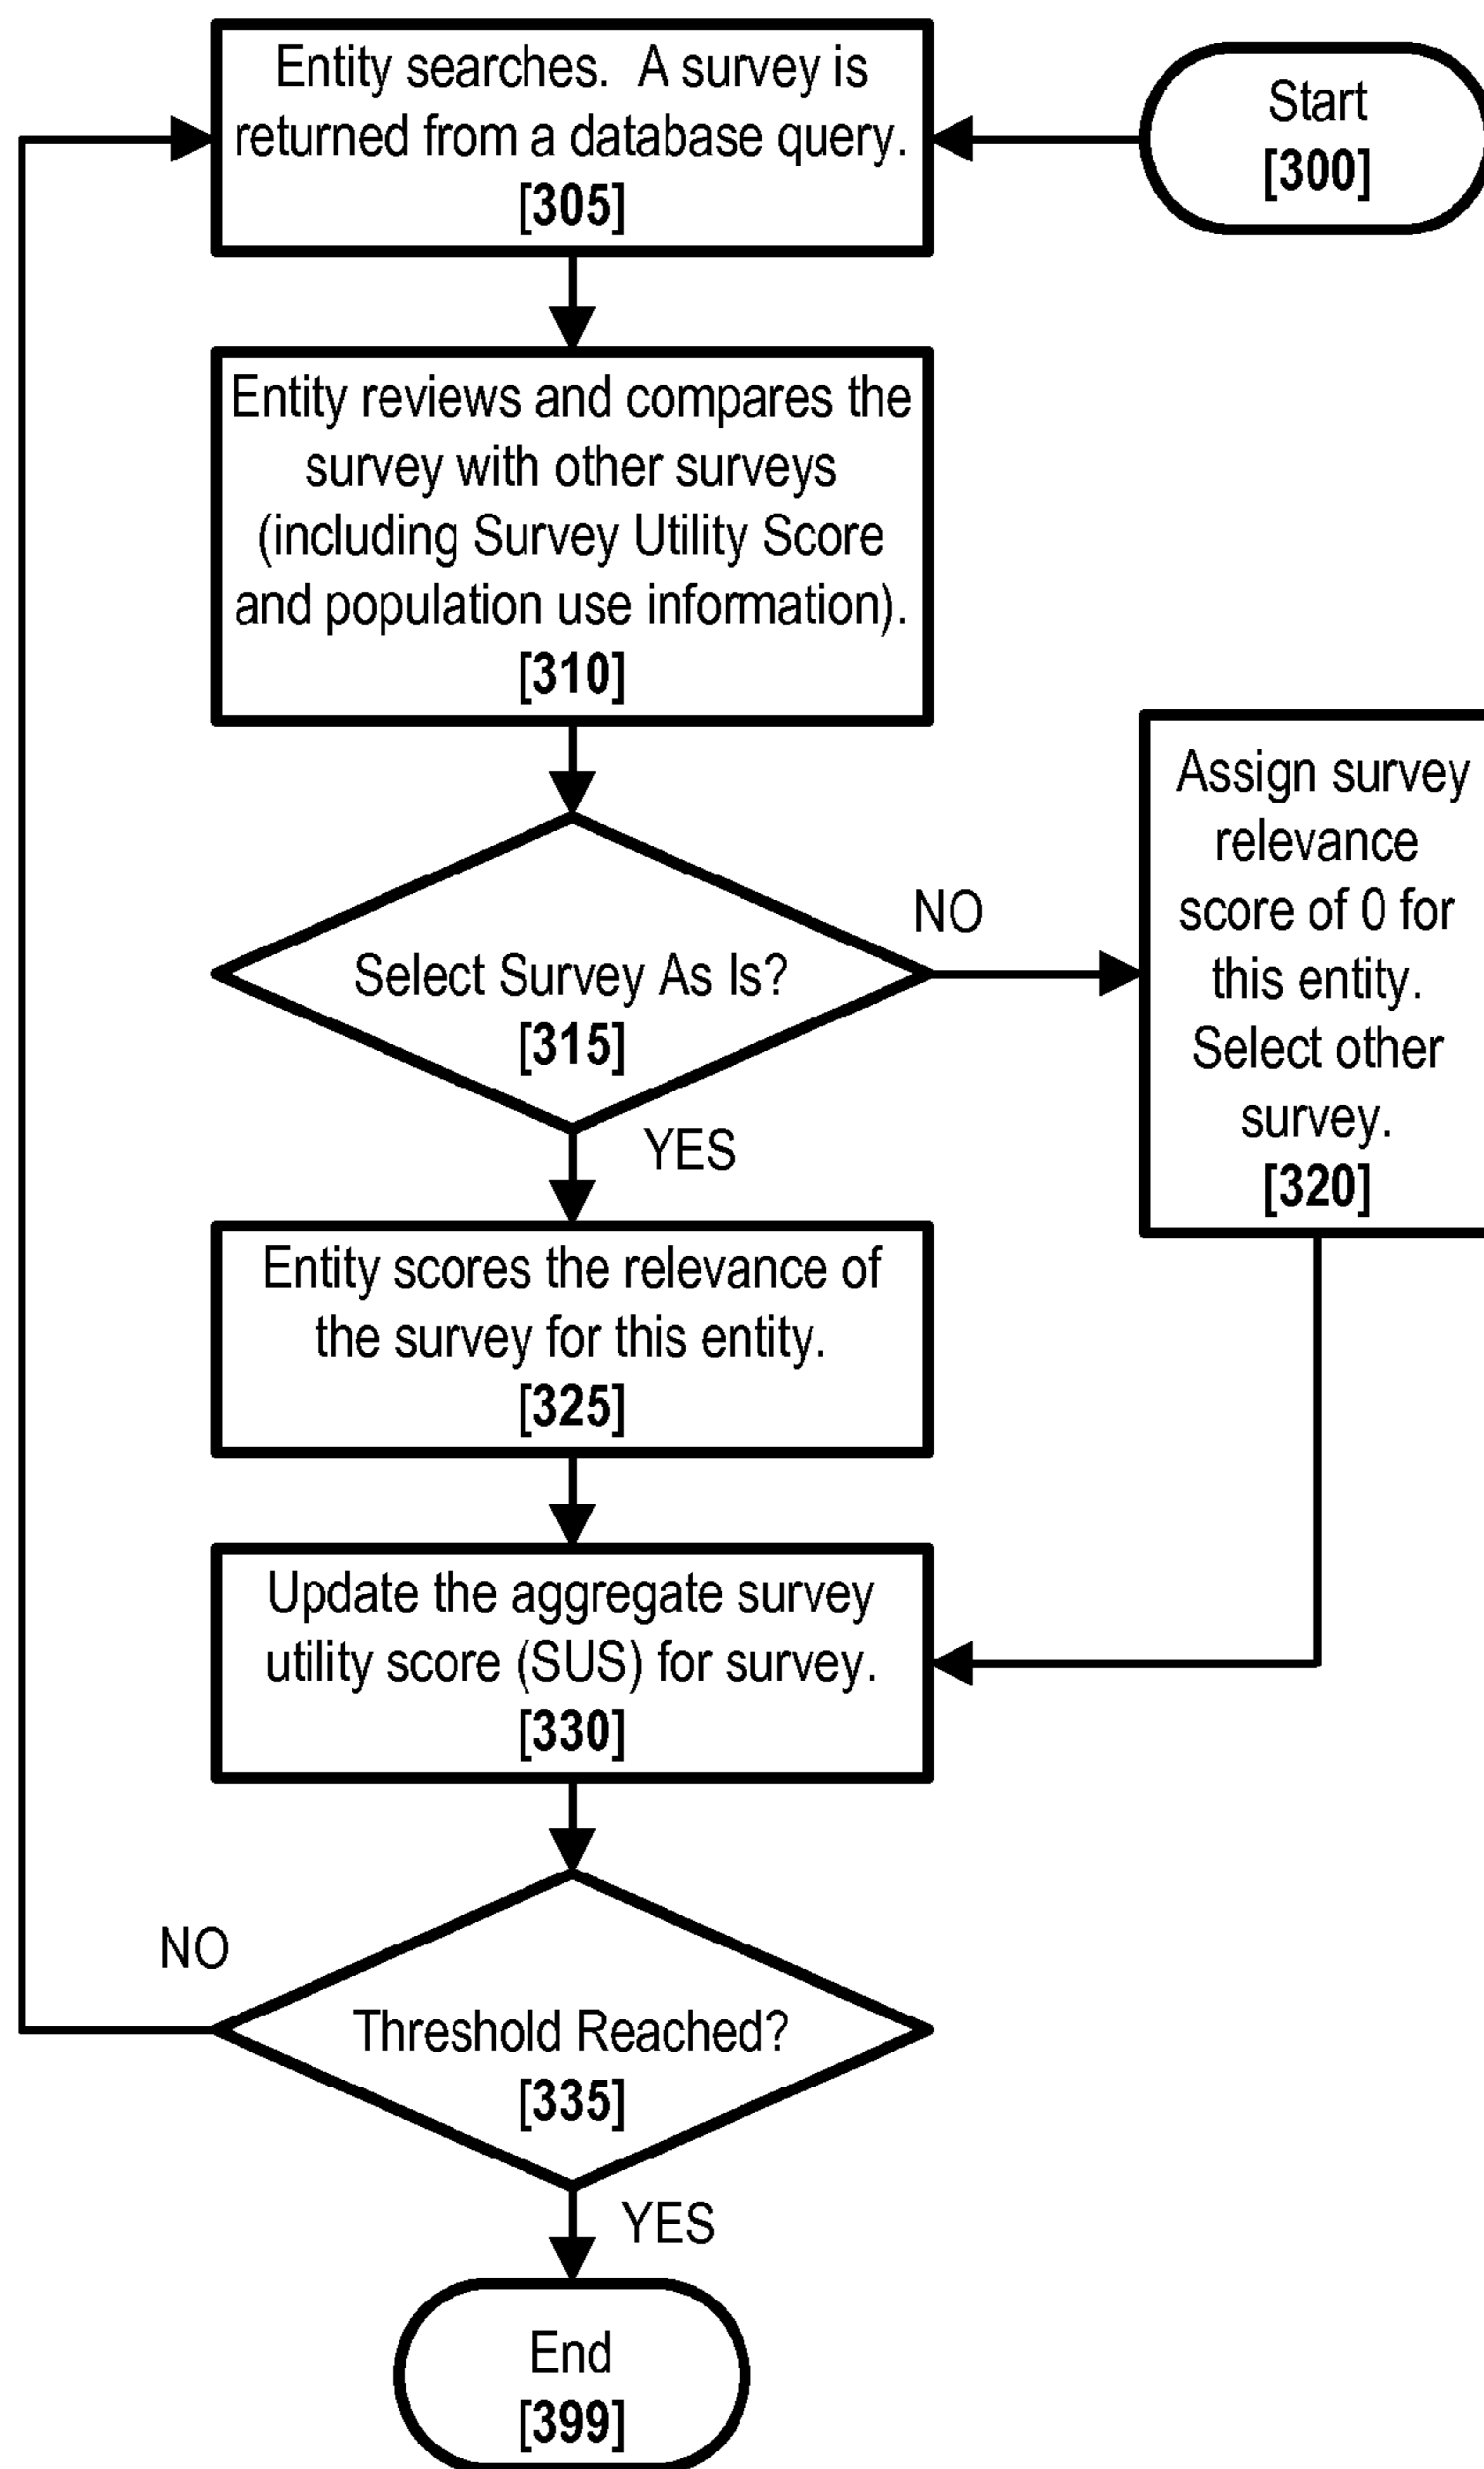 Start
[300]
Entity searches. A survey is
returned from a database query.
[305]
Entity reviews and compares the
survey with other surveys
(including Survey Utility Score
and population use information).
[310]
Select Survey As Is?
[315]
NO
Assign survey
relevance
score of 0 for
this entity.
Select other
survey.
[320]
YES
Entity scores the relevance of
the survey for this entity.
[325]
Update the aggregate survey
utility score (SUS) for survey.
[330]
Threshold Reached?
[335]
NO
YES
End
[399]